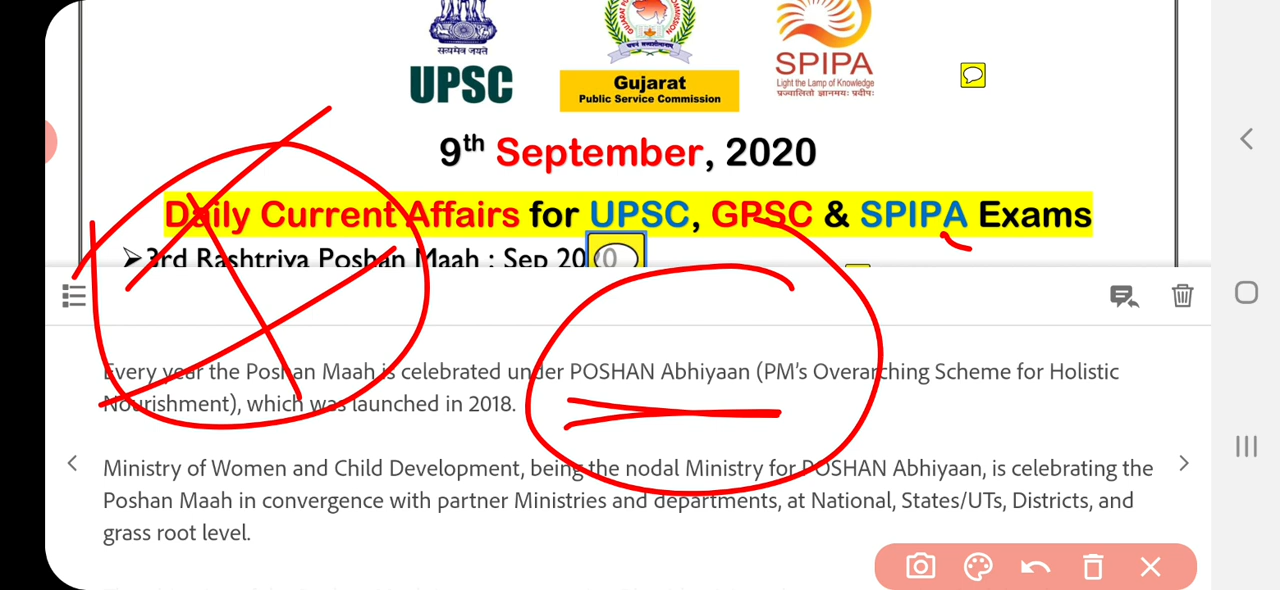 सत्यमेव जयते
UPSC
Gujarat
Public Service Commission
SPIPA
Light the Lamp of Knowledge
प्रज्वालितो ज्ञानमयः प्रदीपः
9th September, 2020
Daily Current Affairs for UPSC, GPSC & SPIPA Exams
➢3rd Rashtriya Poshan Maah : Sep 2020
Every year the Poshan Maah is celebrated under POSHAN Abhiyaan (PM's Overarching Scheme for Holistic
Nourishment), which was launched in 2018.
Ministry of Women and Child Development, being the nodal Ministry for POSHAN Abhiyaan, is celebrating the
Poshan Maah in convergence with partner Ministries and departments, at National, States/UTs, Districts, and
grass root level.